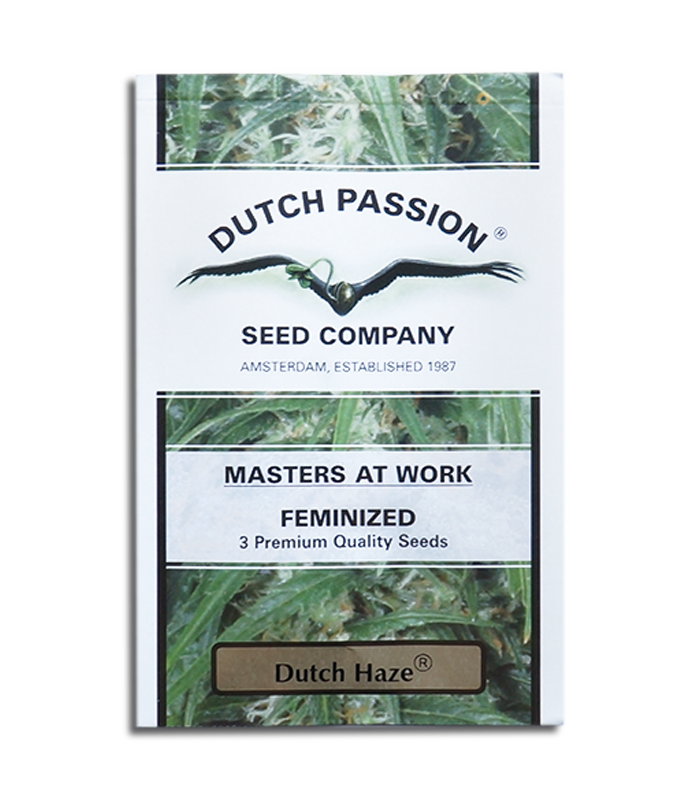 DUTCH PASSION®
SEED COMPANY
AMSTERDAM, ESTABLISHED 1987
MASTERS AT WORK
FEMINIZED
3 Premium Quality Seeds
Dutch Haze®